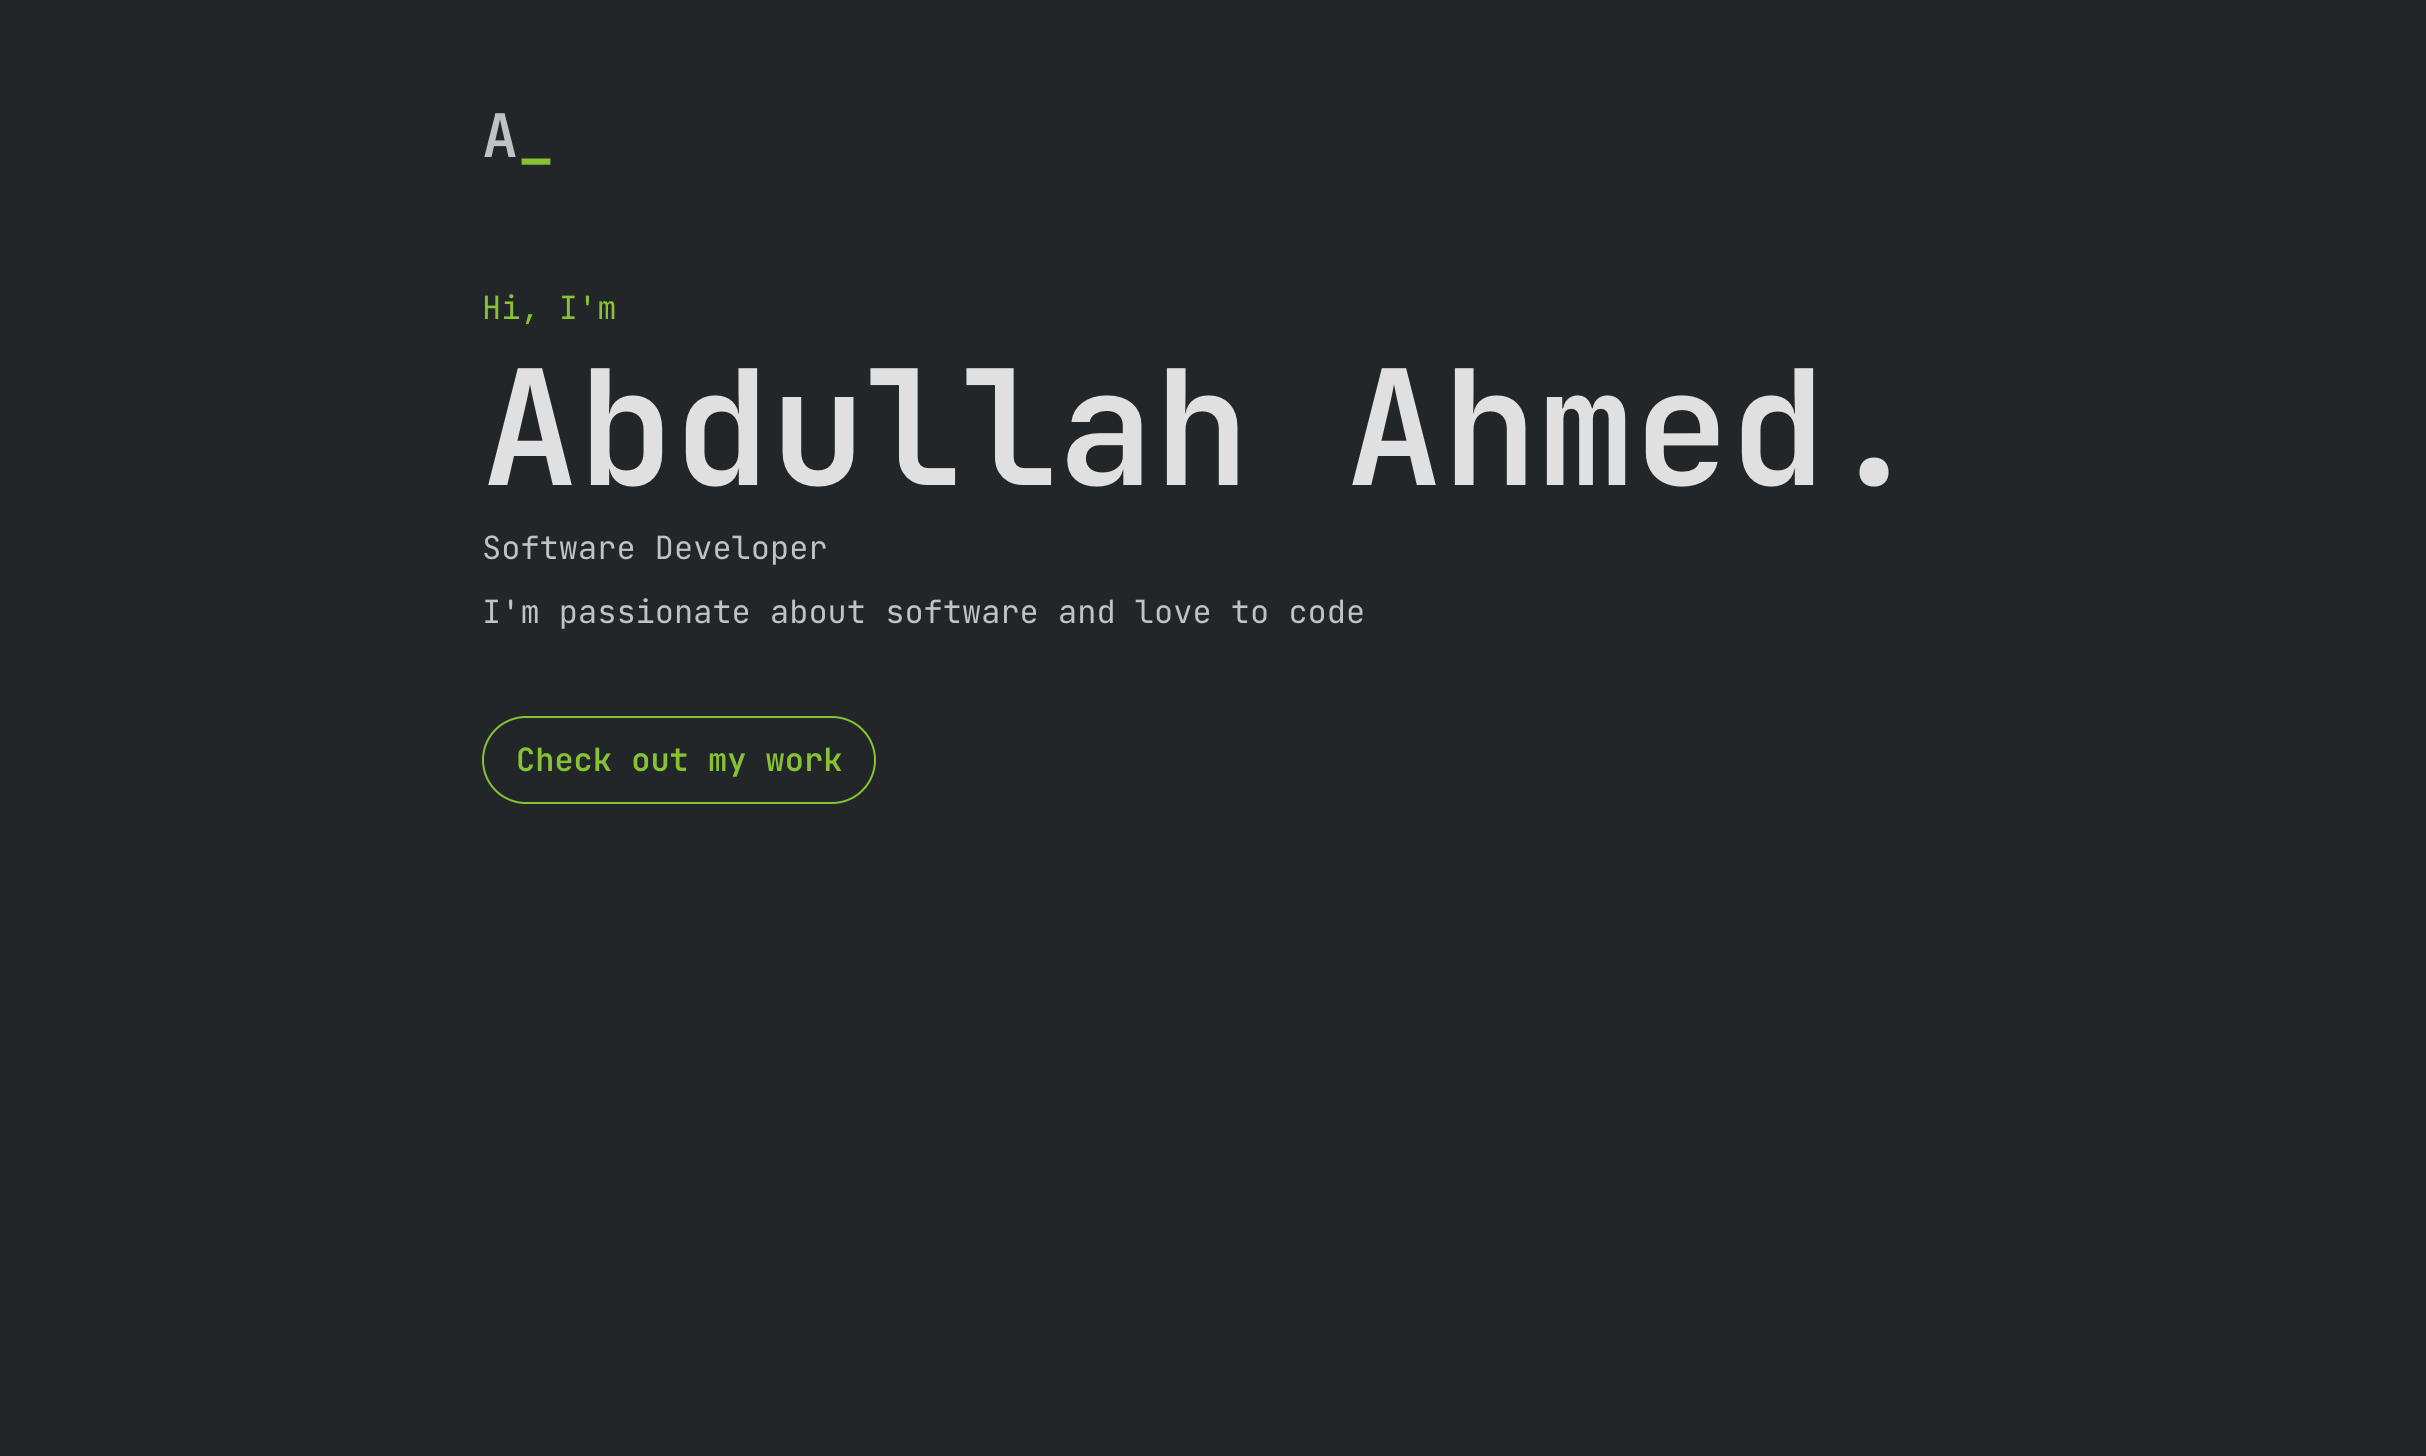 A_
Hi, I'm
Abdullah Ahmed.
Software Developer
I'm passionate about software and love to code
Check out my work